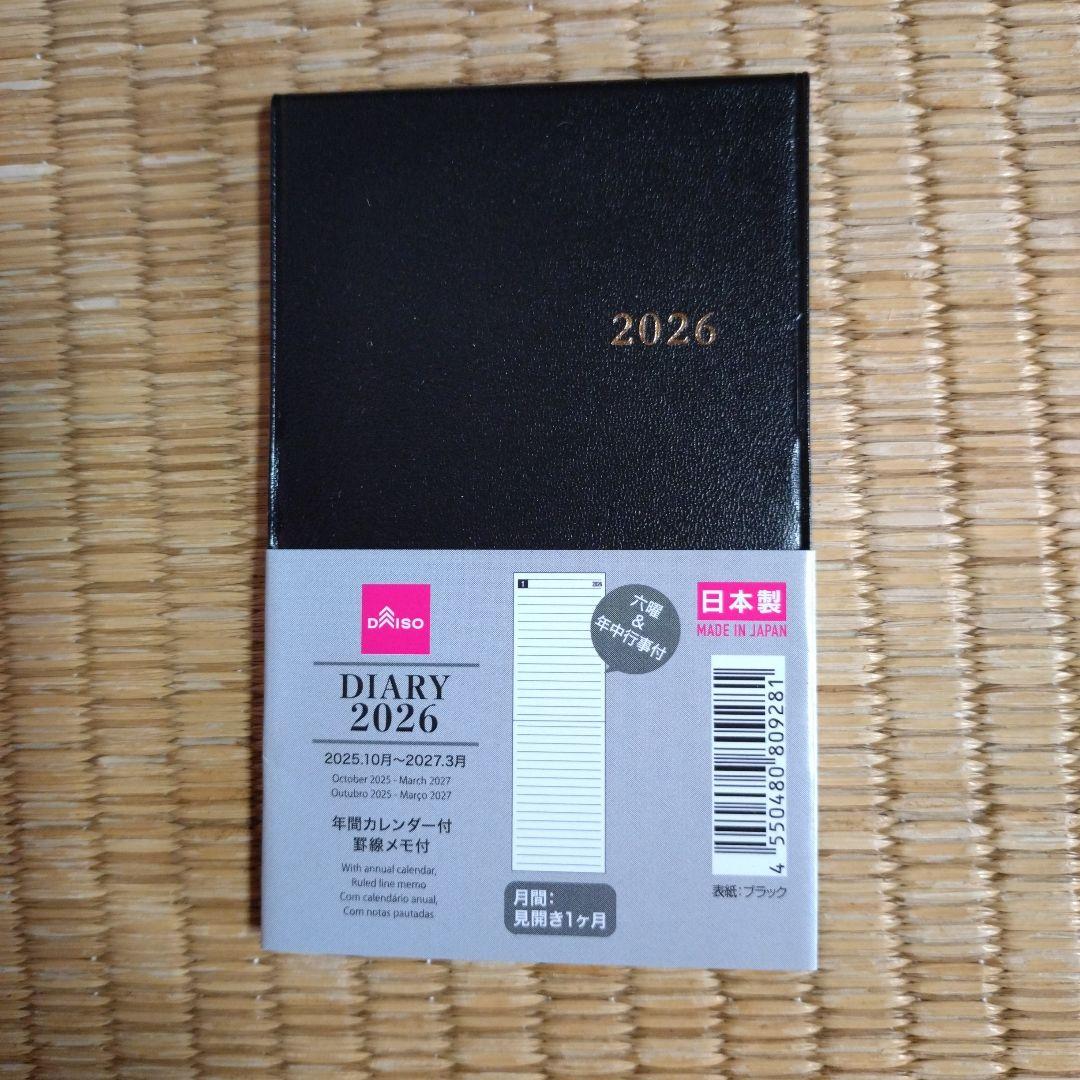 2026
DAISO
DIARY
2026
2025.10月〜2027.3月
October 2025 - March 2027
Outubro 2025 - Março 2027
年間カレンダー付
罫線メモ付
With annual calendar,
Ruled line memo
Com calendário anual,
Com notas pautadas
1 2026
六曜
&
年中行事付
月間:
見開き1ヶ月
日本製
MADE IN JAPAN
4 550480 809281
表紙:ブラック